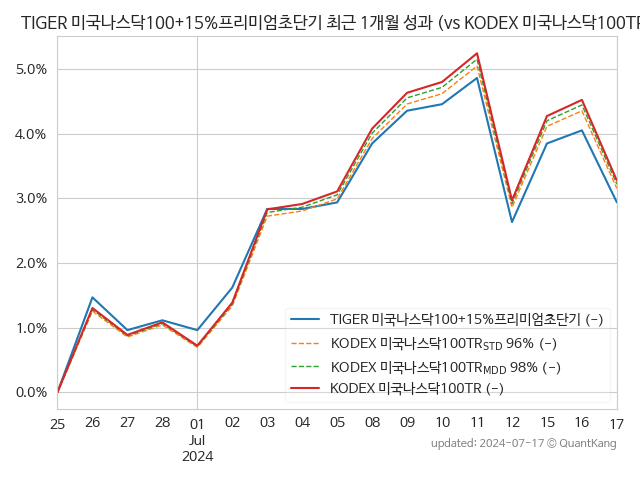 TIGER 미국나스닥100+15%프리미엄초단기 최근 1개월 성과 (vs KODEX 미국나스닥100TR
5.0%
4.0%
3.0%
2.0%
1.0%
0.0%
TIGER 미국나스닥100+15%프리미엄초단기 (-)
KODEX 미국나스닥100TR STD 96% (-)
KODEX 미국나스닥100TR MDD 98% (-)
KODEX 미국나스닥100TR (-)
25 26 27 28 01 02 03 04 05 08 09 10 11 12 15 16 17
Jul
2024
updated: 2024-07-17 © QuantKang